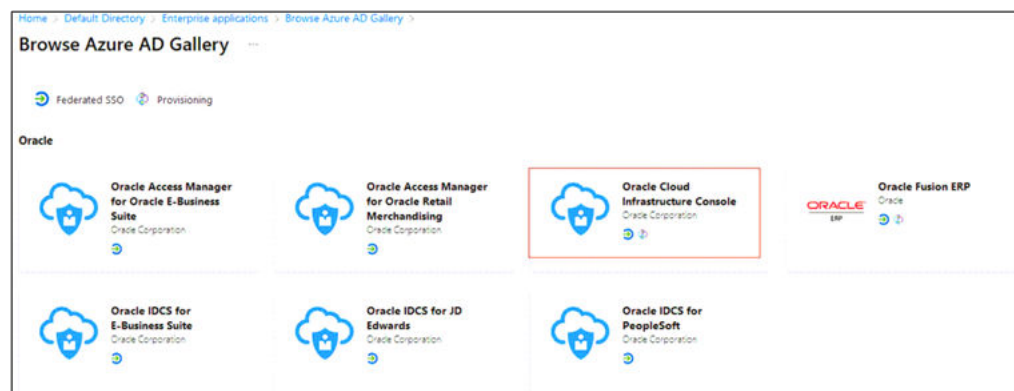 Home > Default Directory > Enterprise applications > Browse Azure AD Gallery >
Browse Azure AD Gallery ...
Federated SSO Provisioning
Oracle
Oracle Access Manager
for Oracle E-Business
Suite
Oracle Corporation
Oracle Access Manager
for Oracle Retail
Merchandising
Oracle Corporation
Oracle Cloud
Infrastructure Console
Oracle Corporation
ORACLE
ERP
Oracle Fusion ERP
Oracle
Oracle IDCS for
E-Business Suite
Oracle Corporation
Oracle IDCS for JD
Edwards
Oracle Corporation
Oracle IDCS for
PeopleSoft
Oracle Corporation